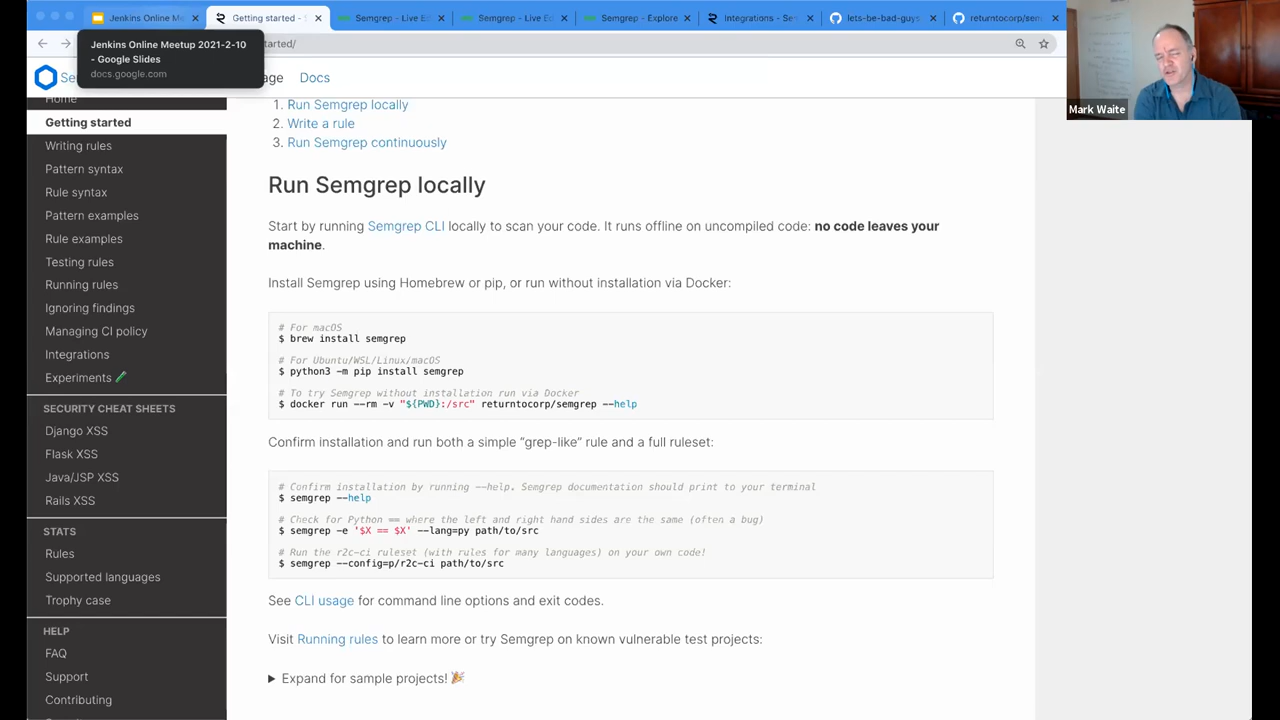 Jenkins Online Me
Getting started - S
Semgrep - Live Ed
Semgrep - Live Ed
Semgrep - Explore
Integrations - Sem
lets-be-bad-guys
returntocorp/sem
Jenkins Online Meetup 2021-2-10
- Google Slides
docs.google.com
tarted/
Se
age
Docs
Mark Waite
Home
Getting started
Writing rules
Pattern syntax
Rule syntax
Pattern examples
Rule examples
Testing rules
Running rules
Ignoring findings
Managing CI policy
Integrations
Experiments 🧪
SECURITY CHEAT SHEETS
Django XSS
Flask XSS
Java/JSP XSS
Rails XSS
STATS
Rules
Supported languages
Trophy case
HELP
FAQ
Support
Contributing
1. Run Semgrep locally
2. Write a rule
3. Run Semgrep continuously
Run Semgrep locally
Start by running Semgrep CLI locally to scan your code. It runs offline on uncompiled code: no code leaves your
machine.
Install Semgrep using Homebrew or pip, or run without installation via Docker:
# For macOS
$ brew install semgrep
# For Ubuntu/WSL/Linux/macOS
$ python3 -m pip install semgrep
# To try Semgrep without installation run via Docker
$ docker run --rm -v "${PWD}:/src" returntocorp/semgrep --help
Confirm installation and run both a simple “grep-like” rule and a full ruleset:
# Confirm installation by running --help. Semgrep documentation should print to your terminal
$ semgrep --help
# Check for Python == where the left and right hand sides are the same (often a bug)
$ semgrep -e '$X == $X' --lang=py path/to/src
# Run the r2c-ci ruleset (with rules for many languages) on your own code!
$ semgrep --config=p/r2c-ci path/to/src
See CLI usage for command line options and exit codes.
Visit Running rules to learn more or try Semgrep on known vulnerable test projects:
▶ Expand for sample projects! 🎉